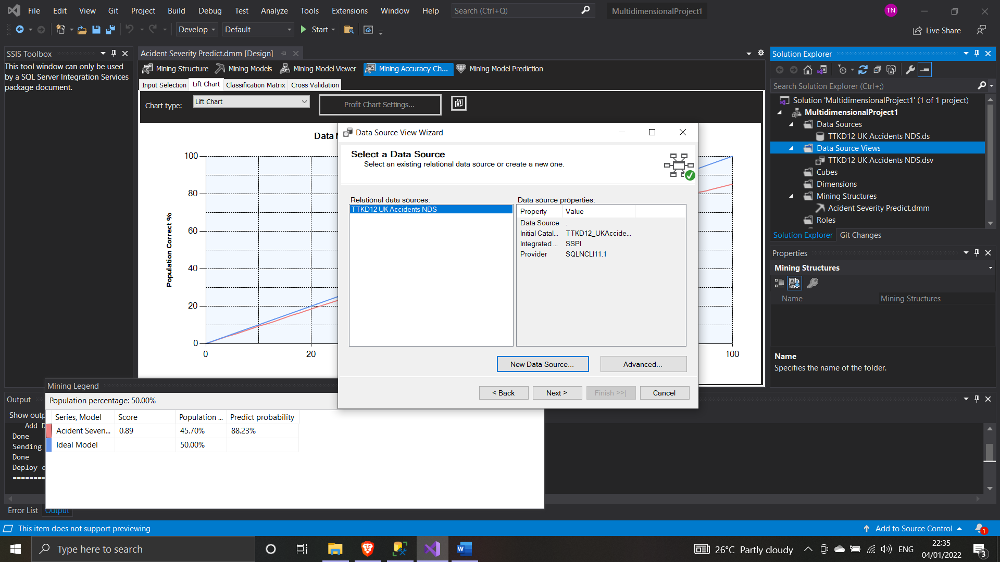 File Edit View Git Project Build Debug Test Analyze Tools Extensions Window Help Search (Ctrl+Q) MultidimensionalProject1 TN
Develop Default Start Live Share
SSIS Toolbox
This tool window can only be used
by a SQL Server Integration Services
package document.
Acident Severity Predict.dmm [Design]
Mining Structure Mining Models Mining Model Viewer Mining Accuracy Ch... Mining Model Prediction
Input Selection Lift Chart Classification Matrix Cross Validation
Chart type: Lift Chart Profit Chart Settings...
Data
Population Correct %
100
80
60
40
20
0
0 20 100
Data Source View Wizard
Select a Data Source
Select an existing relational data source or create a new one.
Relational data sources:
TTKD12 UK Accidents NDS
Data source properties:
Property Value
Data Source .
Initial Catal... TTKD12_UKAccide...
Integrated ... SSPI
Provider SQLNCLI11.1
New Data Source... Advanced...
< Back Next > Finish >>| Cancel
Solution Explorer
Search Solution Explorer (Ctrl+;)
Solution 'MultidimensionalProject1' (1 of 1 project)
MultidimensionalProject1
Data Sources
TTKD12 UK Accidents NDS.ds
Data Source Views
TTKD12 UK Accidents NDS.dsv
Cubes
Dimensions
Mining Structures
Acident Severity Predict.dmm
Roles
Solution Explorer Git Changes
Properties
Mining Structures
Name Mining Structures
Name
Specifies the name of the folder.
Mining Legend
Population percentage: 50.00%
Series, Model Score Population ... Predict probability
Acident Severi... 0.89 45.70% 88.23%
Ideal Model 50.00%
Output
Show outp
Add D
Done
Sending
Done
Deploy c
========
Error List Output
This item does not support previewing Add to Source Control 1
Type here to search 26°C Partly cloudy ENG 22:35
04/01/2022 3